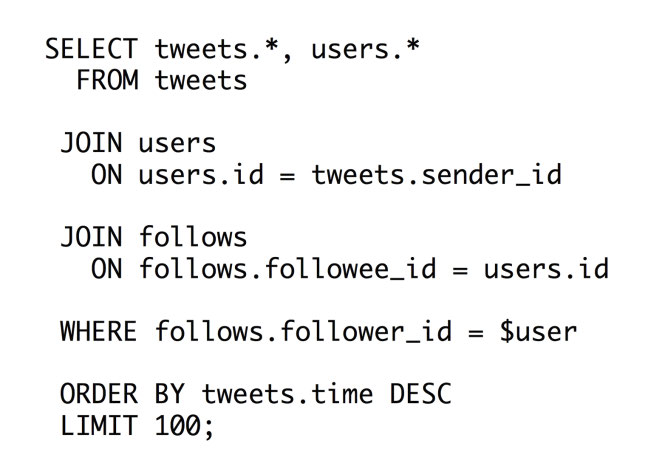 SELECT tweets.*, users.*
FROM tweets
JOIN users
ON users.id = tweets.sender_id
JOIN follows
ON follows.followee_id = users.id
WHERE follows.follower_id = $user
ORDER BY tweets.time DESC
LIMIT 100;